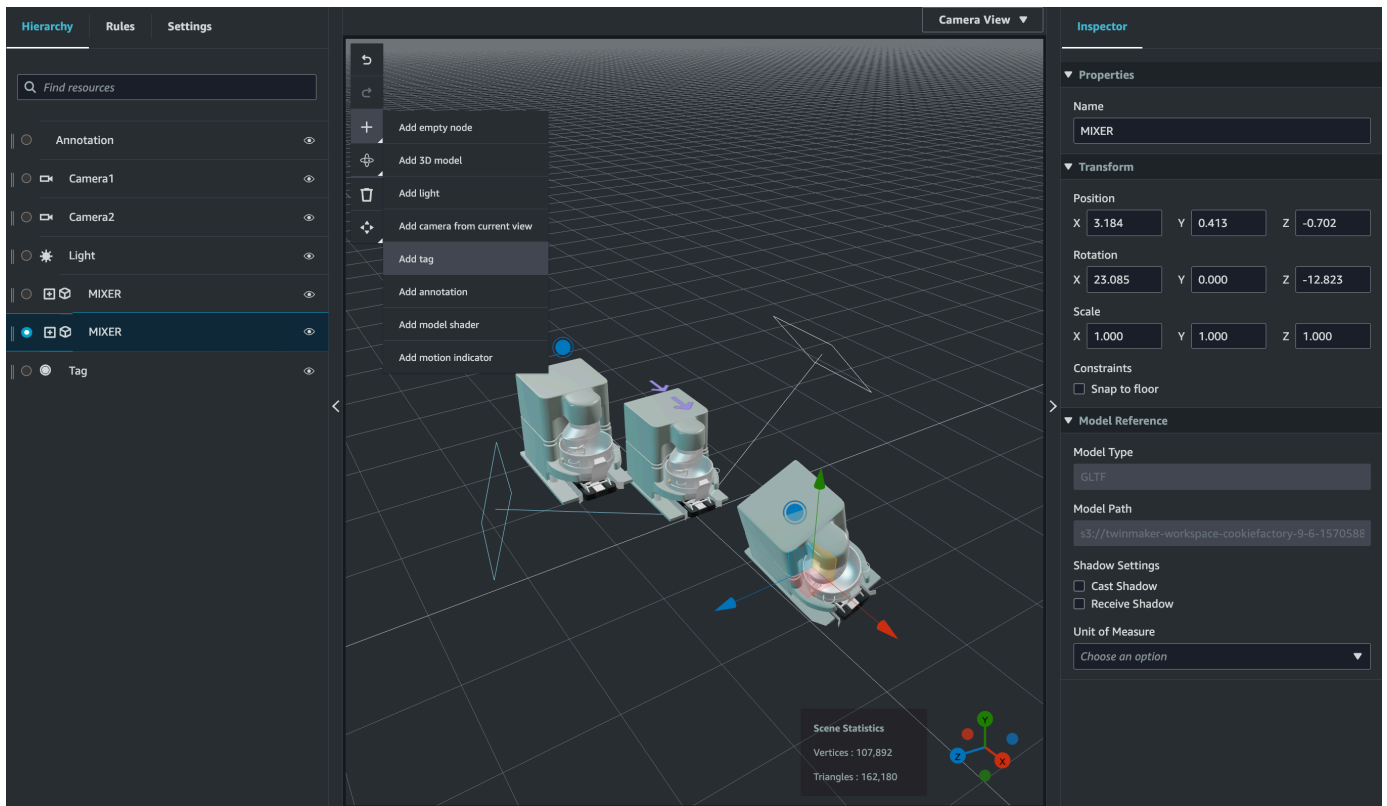 Hierarchy Rules Settings
Find resources
Annotation
Camera1
Camera2
Light
MIXER
MIXER
Tag
Camera View
Add empty node
Add 3D model
Add light
Add camera from current view
Add tag
Add annotation
Add model shader
Add motion indicator
Scene Statistics
Vertices : 107,892
Triangles : 162,180
Y
Z
X
Inspector
Properties
Name
MIXER
Transform
Position
X 3.184 Y 0.413 Z -0.702
Rotation
X 23.085 Y 0.000 Z -12.823
Scale
X 1.000 Y 1.000 Z 1.000
Constraints
Snap to floor
Model Reference
Model Type
GLTF
Model Path
s3://twinmaker-workspace-cookiefactory-9-6-1570588
Shadow Settings
Cast Shadow
Receive Shadow
Unit of Measure
Choose an option